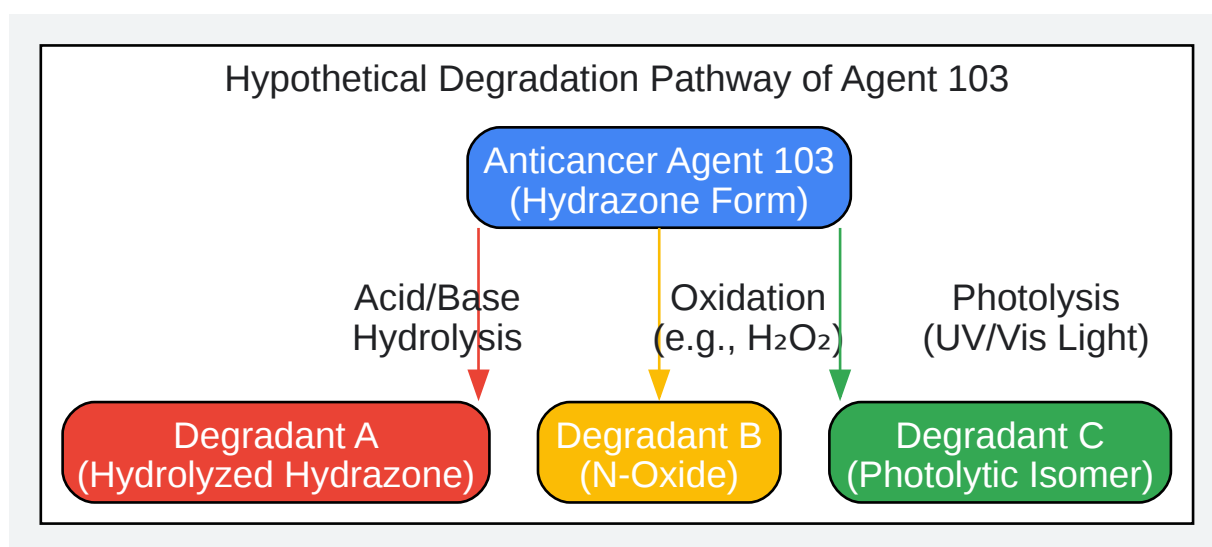 Hypothetical Degradation Pathway of Agent 103
Anticancer Agent 103
(Hydrazone Form)
Acid/Base
Hydrolysis
Oxidation
(e.g., H₂O₂)
Photolysis
(UV/Vis Light)
Degradant A
(Hydrolyzed Hydrazone)
Degradant B
(N-Oxide)
Degradant C
(Photolytic Isomer)